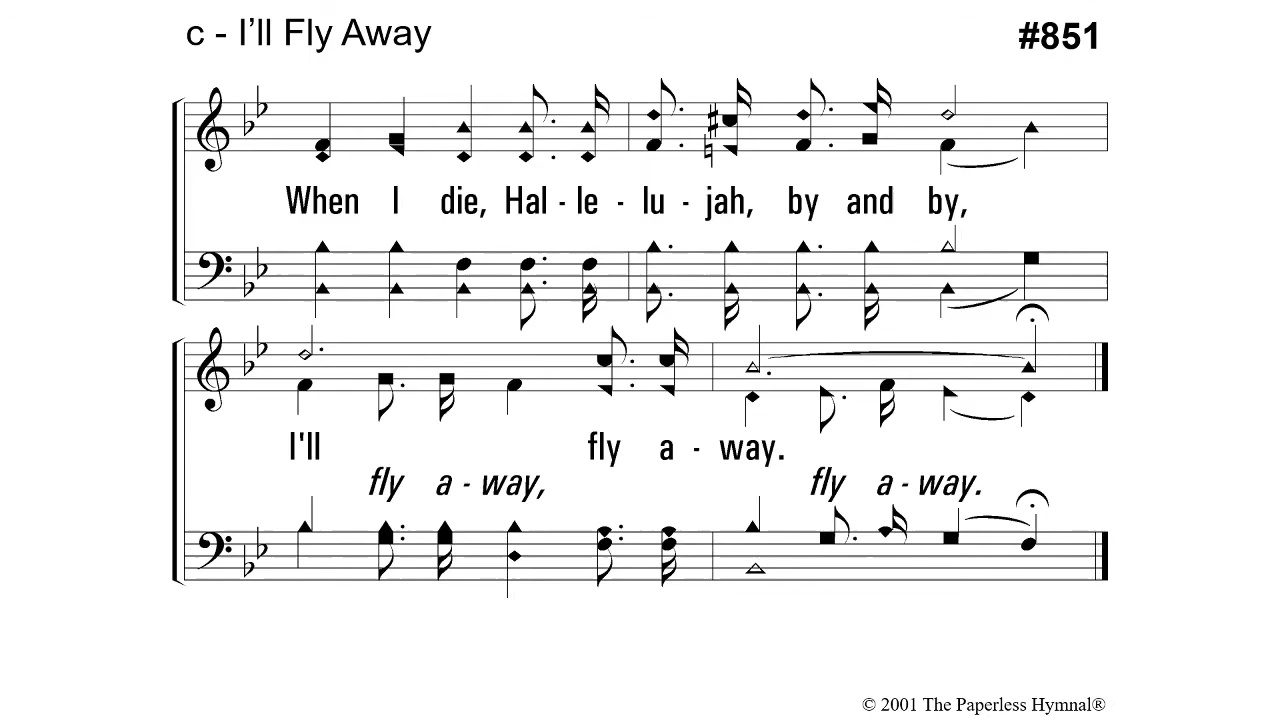 c - I’ll Fly Away
#851
When I die, Hal - le - lu - jah, by and by,
I'll fly a - way.
fly a - way, fly a - way.
© 2001 The Paperless Hymnal®